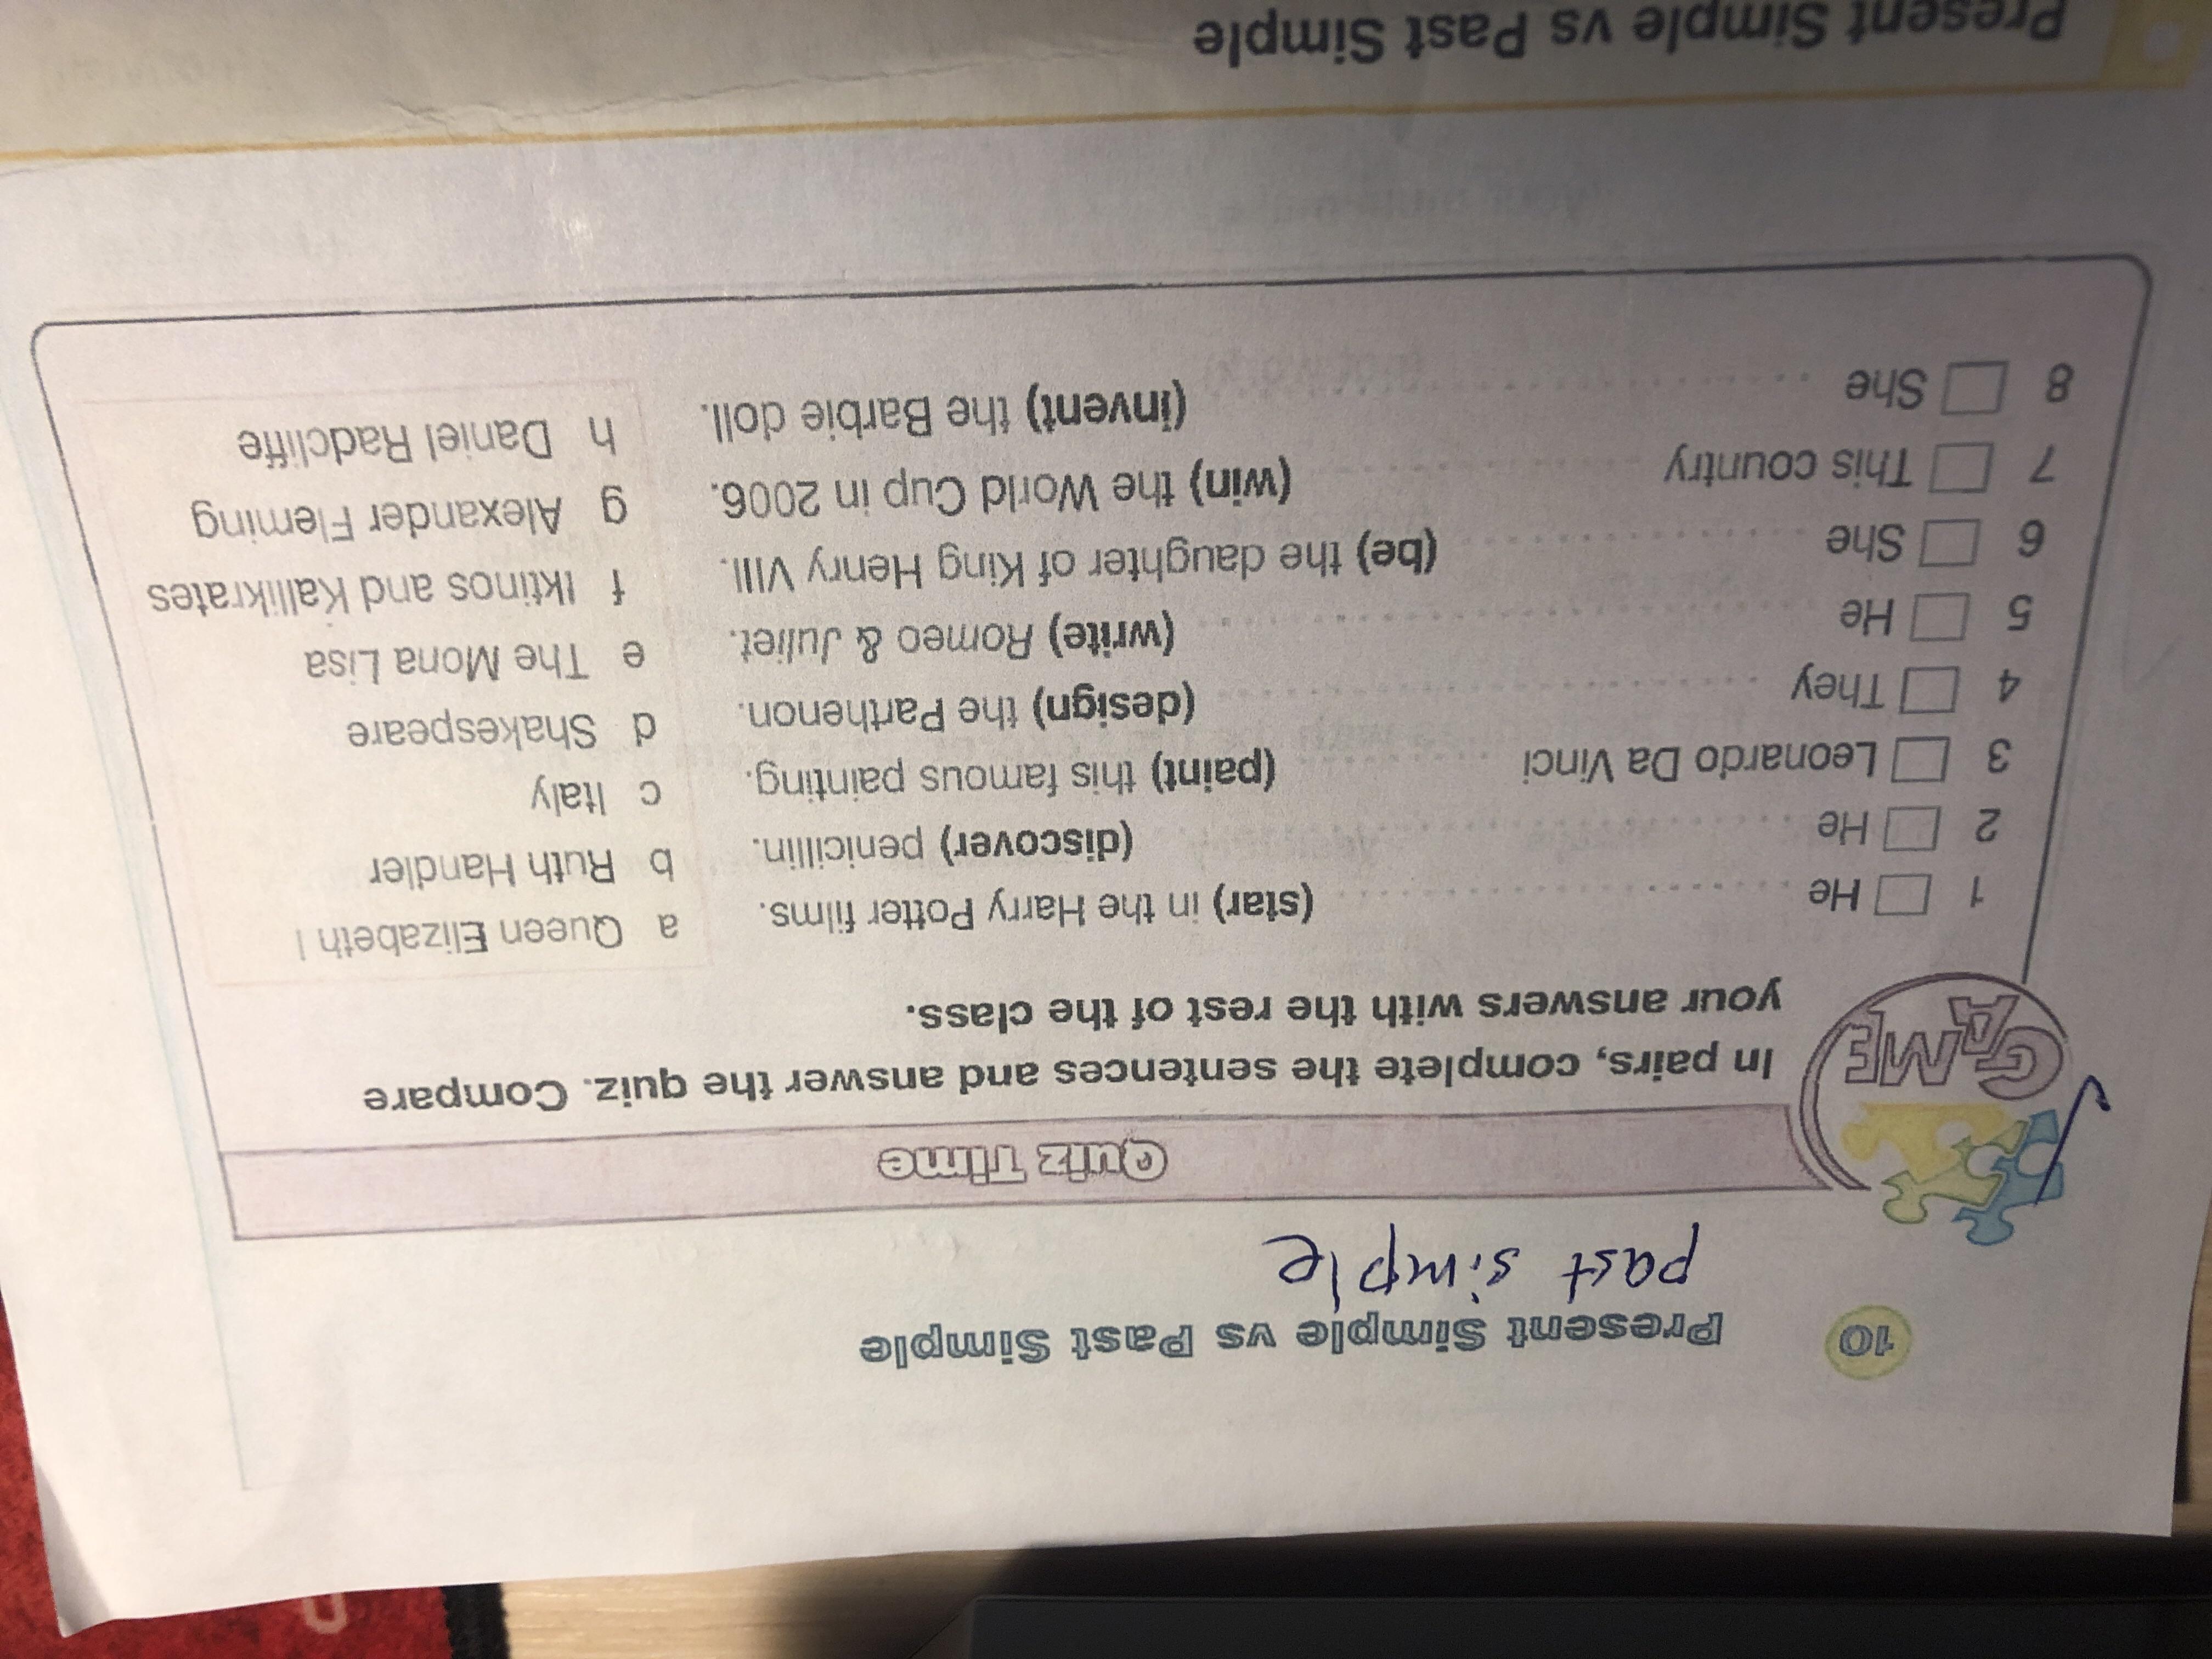 10 Present Simple vs Past Simple
past simple
Quiz Time
GAME
In pairs, complete the sentences and answer the quiz. Compare
your answers with the rest of the class.
1 He .................... (star) in the Harry Potter films.
2 He .................... (discover) penicillin.
3 Leonardo Da Vinci .................... (paint) this famous painting.
4 They .................... (design) the Parthenon.
5 He .................... (write) Romeo & Juliet.
6 She .................... (be) the daughter of King Henry VIII.
7 This country .................... (win) the World Cup in 2006.
8 She .................... (invent) the Barbie doll.
a Queen Elizabeth I
b Ruth Handler
c Italy
d Shakespeare
e The Mona Lisa
f Iktinos and Kallikrates
g Alexander Fleming
h Daniel Radcliffe
Present Simple vs Past Simple